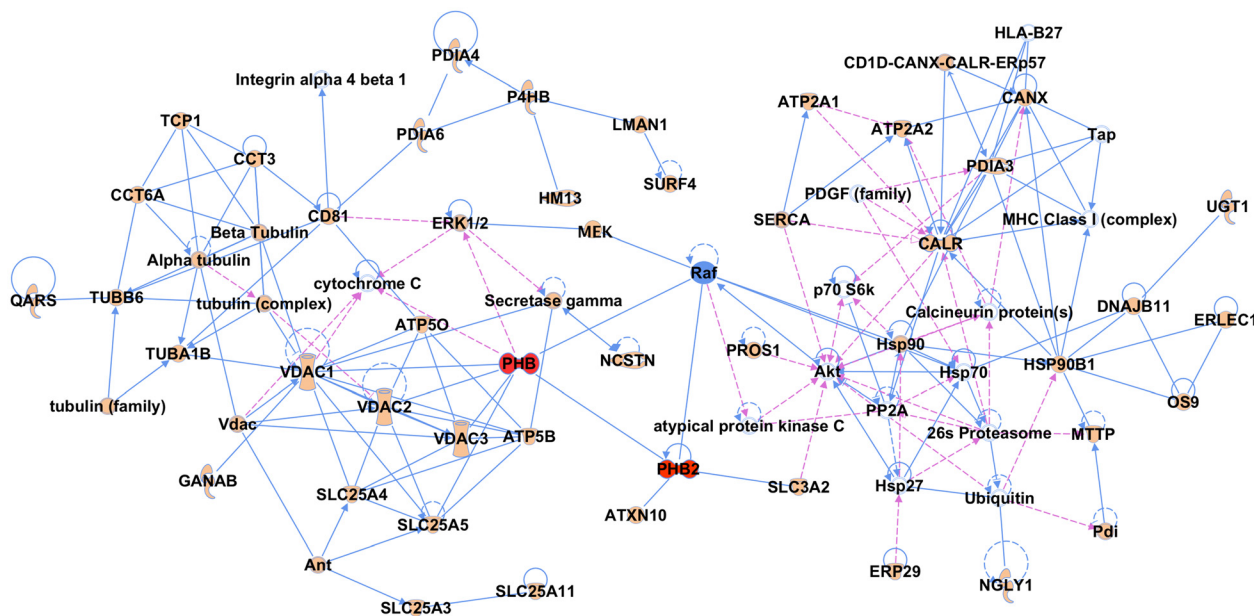 HLA-B27
PDIA4
CD1D-CANX-CALR-ERp57
Integrin alpha 4 beta 1
P4HB
CANX
ATP2A1
TCP1
LMAN1
ATP2A2
Tap
PDIA6
CCT3
PDIA3
SURF4
CCT6A
HM13
PDGF (family)
UGT1
CD81
ERK1/2
SERCA
MHC Class I (complex)
Beta Tubulin
MEK
CALR
Alpha tubulin
Raf
cytochrome C
p70 S6k
QARS
TUBB6
tubulin (complex)
Secretase gamma
Calcineurin protein(s)
DNAJB11
ERLEC1
ATP5O
TUBA1B
PROS1
Hsp90
NCSTN
PHB
HSP90B1
VDAC1
Akt
Hsp70
tubulin (family)
VDAC2
PP2A
OS9
Vdac
VDAC3
ATP5B
atypical protein kinase C
26s Proteasome
MTTP
PHB2
GANAB
SLC3A2
Hsp27
SLC25A4
Ubiquitin
ATXN10
SLC25A5
Pdi
Ant
ERP29
SLC25A11
NGLY1
SLC25A3